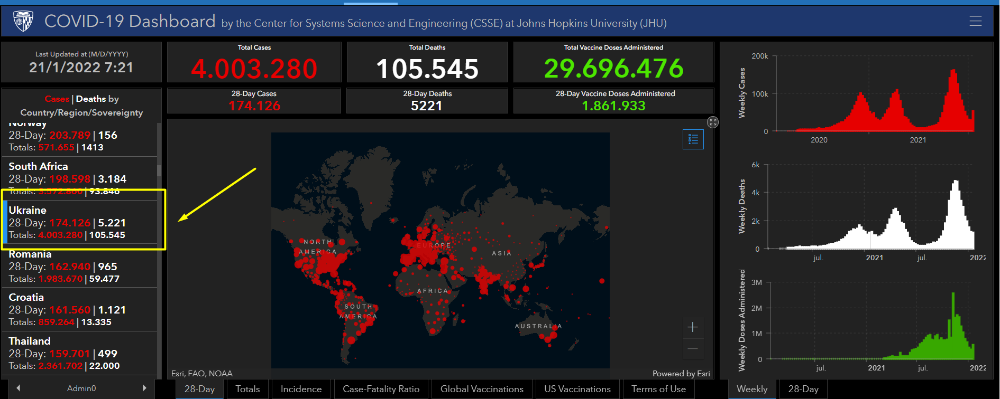 COVID-19 Dashboard by the Center for Systems Science and Engineering (CSSE) at Johns Hopkins University (JHU)
Last Updated at (M/D/YYYY)
21/1/2022 7:21
Cases | Deaths by
Country/Region/Sovereignty
Norway
28-Day: 203.789 | 156
Totals: 571.655 | 1413
South Africa
28-Day: 198.598 | 3.184
Totals: 3.572.860 | 93.846
Ukraine
28-Day: 174.126 | 5.221
Totals: 4.003.280 | 105.545
Romania
28-Day: 162.940 | 965
Totals: 1.983.670 | 59.477
Croatia
28-Day: 161.560 | 1.121
Totals: 859.264 | 13.335
Thailand
28-Day: 159.701 | 499
Totals: 2.361.702 | 22.000
Admin0
Total Cases
4.003.280
Total Deaths
105.545
Total Vaccine Doses Administered
29.696.476
28-Day Cases
174.126
28-Day Deaths
5221
28-Day Vaccine Doses Administered
1.861.933
NORTH
AMERICA
EUROPE
ASIA
AFRICA
SOUTH
AMERICA
AUSTRALIA
Esri, FAO, NOAA
Powered by Esri
28-Day
Totals
Incidence
Case-Fatality Ratio
Global Vaccinations
US Vaccinations
Terms of Use
Weekly Cases
200k
100k
0
2020
2021
Weekly Deaths
6k
4k
2k
0
jul.
2021
jul.
2022
Weekly Doses Administered
3M
2M
1M
0
jul.
2021
jul.
2022
Weekly
28-Day